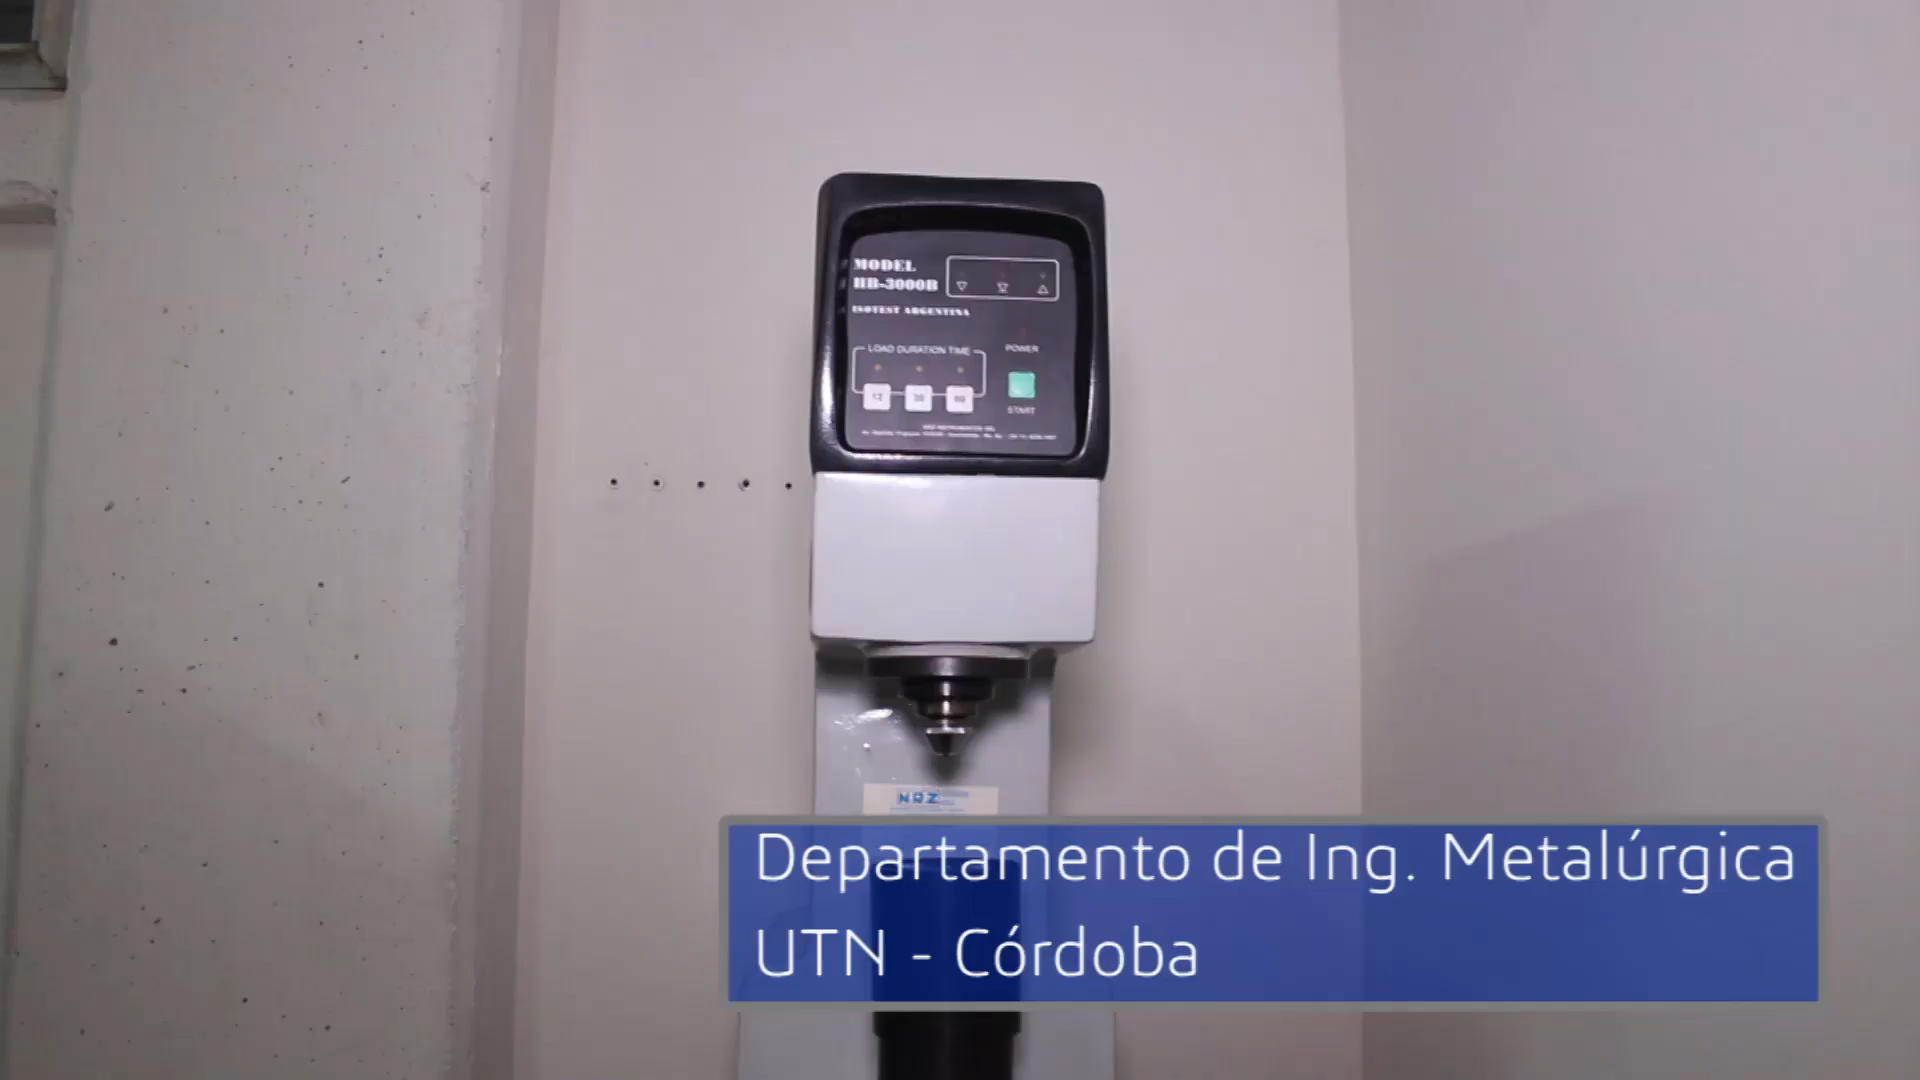 MODEL
HB-3000B
ISOTEST ARGENTINA
LOAD DURATION TIME
POWER
12 30 60
START
NRZ
Departamento de Ing. Metalúrgica
UTN - Córdoba